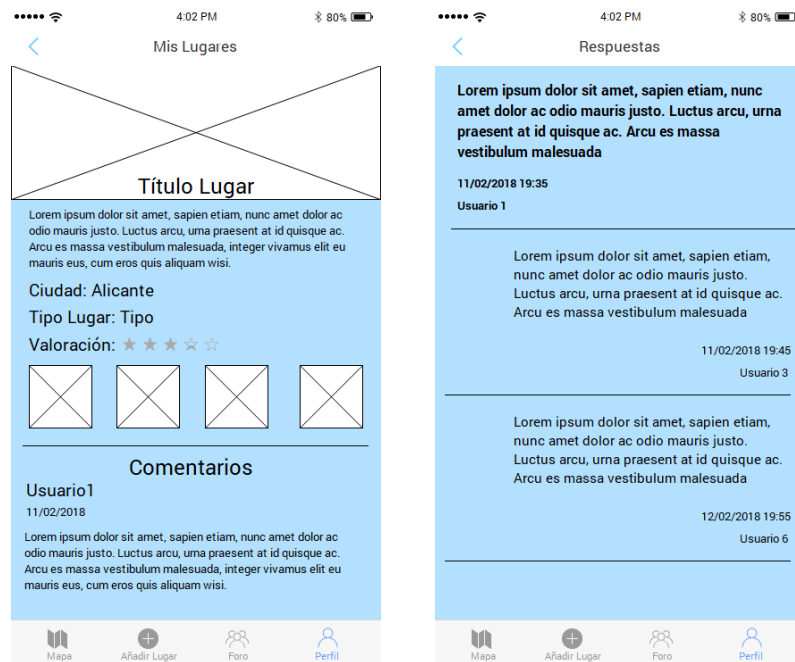 4:02 PM
80%
Mis Lugares
Título Lugar
Lorem ipsum dolor sit amet, sapien etiam, nunc amet dolor ac
odio mauris justo. Luctus arcu, urna praesent at id quisque ac.
Arcu es massa vestibulum malesuada, integer vivamus elit eu
mauris eus, cum eros quis aliquam wisi.
Ciudad: Alicante
Tipo Lugar: Tipo
Valoración:
Comentarios
Usuario1
11/02/2018
Lorem ipsum dolor sit amet, sapien etiam, nunc amet dolor ac
odio mauris justo. Luctus arcu, urna praesent at id quisque ac.
Arcu es massa vestibulum malesuada, integer vivamus elit eu
mauris eus, cum eros quis aliquam wisi.
Mapa
Añadir Lugar
Foro
Perfil
4:02 PM
80%
Respuestas
Lorem ipsum dolor sit amet, sapien etiam, nunc
amet dolor ac odio mauris justo. Luctus arcu, urna
praesent at id quisque ac. Arcu es massa
vestibulum malesuada
11/02/2018 19:35
Usuario 1
Lorem ipsum dolor sit amet, sapien etiam,
nunc amet dolor ac odio mauris justo.
Luctus arcu, urna praesent at id quisque ac.
Arcu es massa vestibulum malesuada
11/02/2018 19:45
Usuario 3
Lorem ipsum dolor sit amet, sapien etiam,
nunc amet dolor ac odio mauris justo.
Luctus arcu, urna praesent at id quisque ac.
Arcu es massa vestibulum malesuada
12/02/2018 19:55
Usuario 6
Mapa
Añadir Lugar
Foro
Perfil